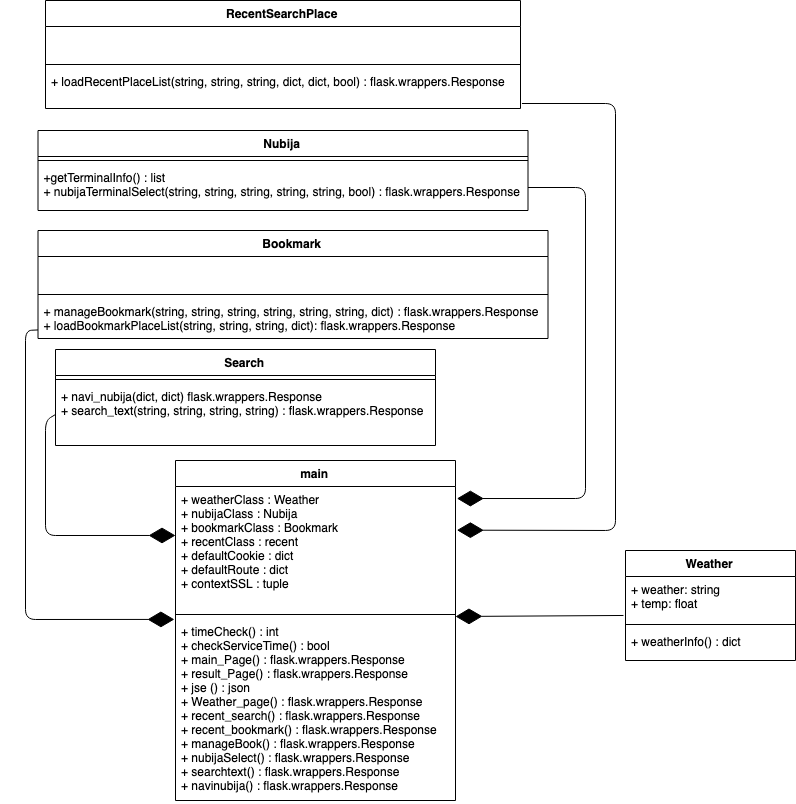 RecentSearchPlace
+ loadRecentPlaceList(string, string, string, dict, dict, bool) : flask.wrappers.Response
Nubija
+getTerminalInfo() : list
+ nubijaTerminalSelect(string, string, string, string, string, bool) : flask.wrappers.Response
Bookmark
+ manageBookmark(string, string, string, string, string, string, dict) : flask.wrappers.Response
+ loadBookmarkPlaceList(string, string, string, dict): flask.wrappers.Response
Search
+ navi_nubija(dict, dict) flask.wrappers.Response
+ search_text(string, string, string, string) : flask.wrappers.Response
main
+ weatherClass : Weather
+ nubijaClass : Nubija
+ bookmarkClass : Bookmark
+ recentClass : recent
+ defaultCookie : dict
+ defaultRoute : dict
+ contextSSL : tuple
+ timeCheck() : int
+ checkServiceTime() : bool
+ main_Page() : flask.wrappers.Response
+ result_Page() : flask.wrappers.Response
+ jse () : json
+ Weather_page() : flask.wrappers.Response
+ recent_search() : flask.wrappers.Response
+ recent_bookmark() : flask.wrappers.Response
+ manageBook() : flask.wrappers.Response
+ nubijaSelect() : flask.wrappers.Response
+ searchtext() : flask.wrappers.Response
+ navinubija() : flask.wrappers.Response
Weather
+ weather: string
+ temp: float
+ weatherInfo() : dict